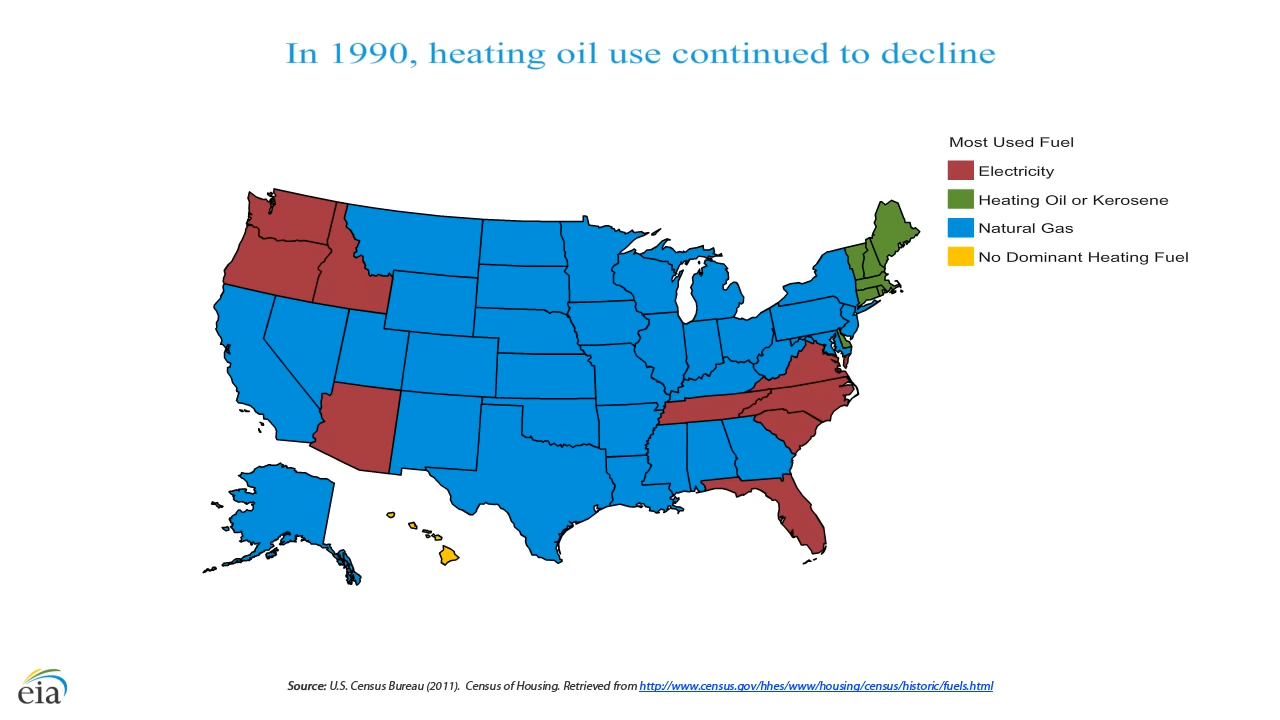 In 1990, heating oil use continued to decline
Most Used Fuel
Electricity
Heating Oil or Kerosene
Natural Gas
No Dominant Heating Fuel
eia
Source: U.S. Census Bureau (2011).  Census of Housing. Retrieved from http://www.census.gov/hhes/www/housing/census/historic/fuels.html